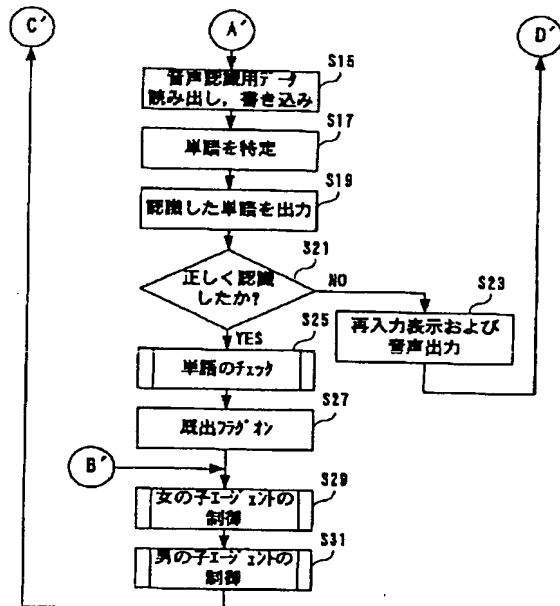 C′
A′
D′
S15
音声認識用データ
読み出し，書き込み
S17
単語を特定
S19
認識した単語を出力
S21
正しく認識
したか?
NO
S23
再入力表示および
音声出力
YES
S25
単語のチェック
S27
既出フラグオン
B′
S29
女の子エージェントの
制御
S31
男の子エージェントの
制御